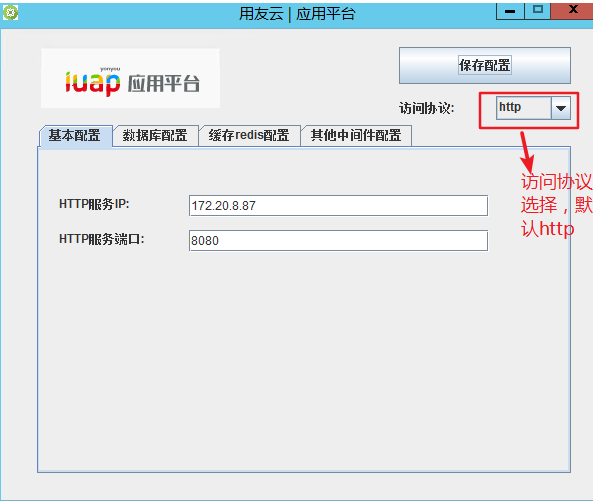 用友云 | 应用平台
yonyou
iuap 应用平台
保存配置
访问协议:
http
基本配置 数据库配置 缓存redis配置 其他中间件配置
访问协议
选择，默
认http
HTTP服务IP:
172.20.8.87
HTTP服务端口:
8080